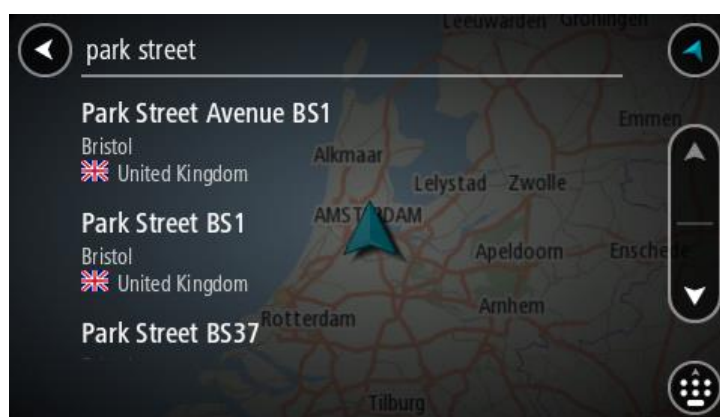 Leeuwarden Groningen
park street
Park Street Avenue BS1
Bristol
United Kingdom
Emmen
Alkmaar
Lelystad Zwolle
AMSTERDAM
Park Street BS1
Bristol
United Kingdom
Apeldoorn Enschede
Arnhem
Rotterdam
Park Street BS37
Tilburg